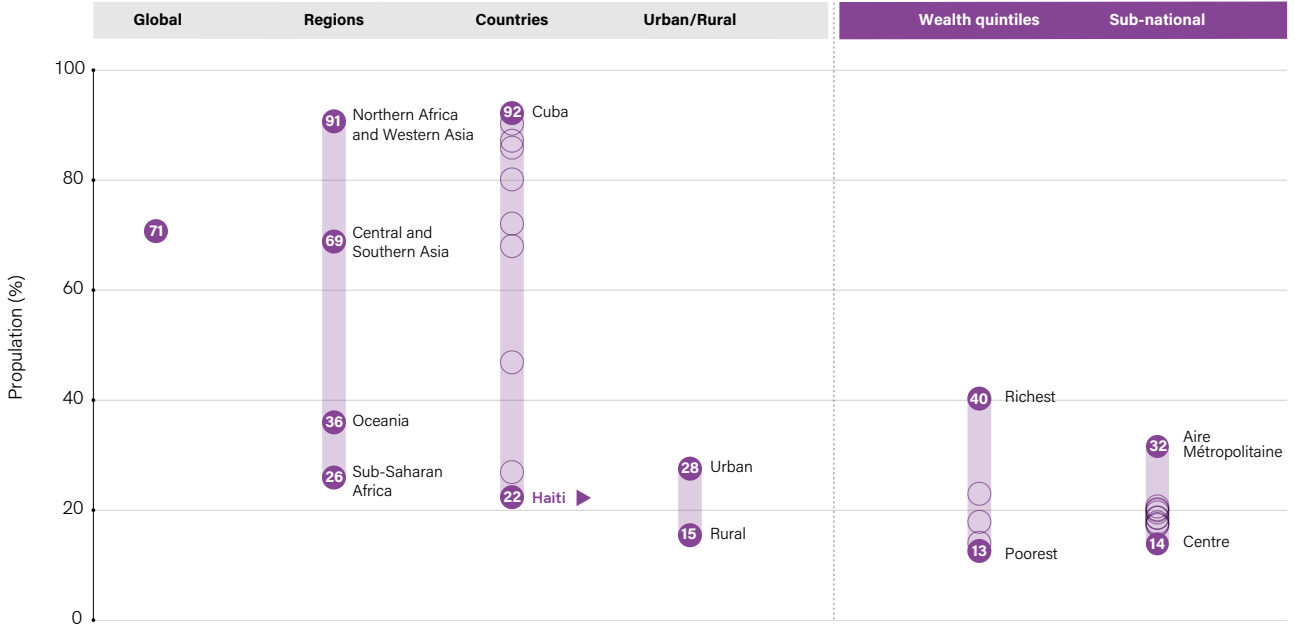 Global Regions Countries Urban/Rural Wealth quintiles Sub-national
Propulation (%)
100
80
60
40
20
0
71
91 Northern Africa
and Western Asia
69 Central and
Southern Asia
36 Oceania
26 Sub-Saharan
Africa
92 Cuba
22 Haiti
28 Urban
15 Rural
40 Richest
13 Poorest
32 Aire
Métropolitaine
14 Centre